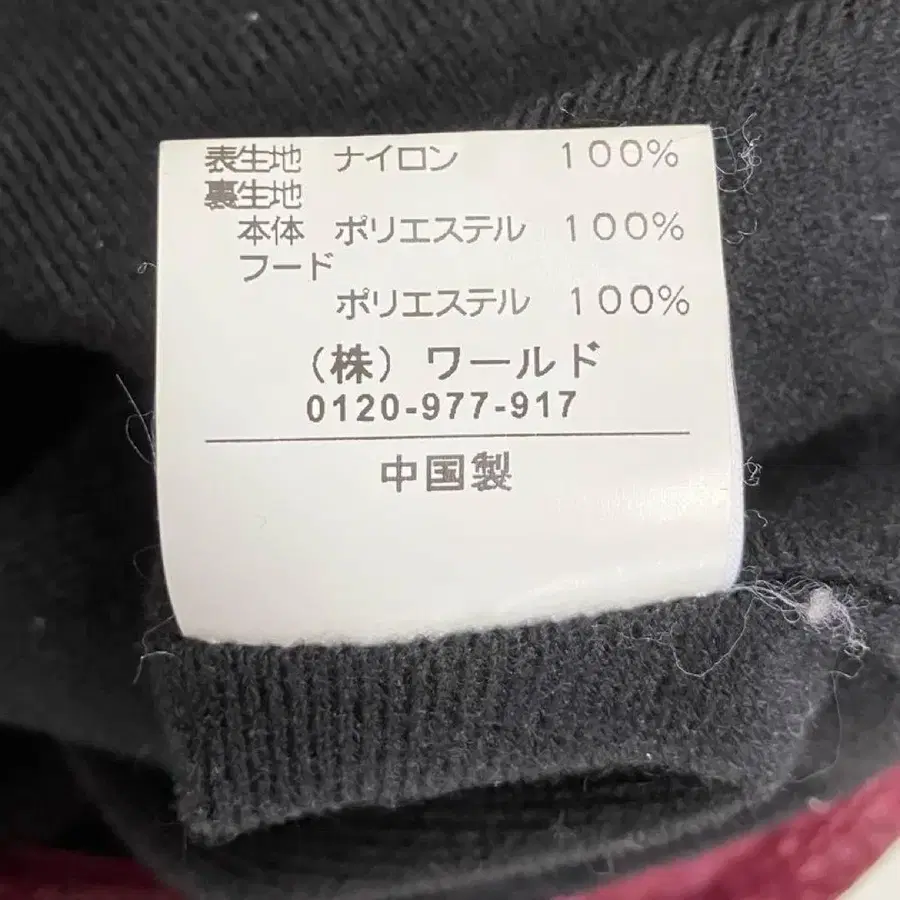 表生地 ナイロン 100%
裏生地
本体 ポリエステル 100%
フード
ポリエステル 100%
(株) ワールド
0120-977-917
中国製